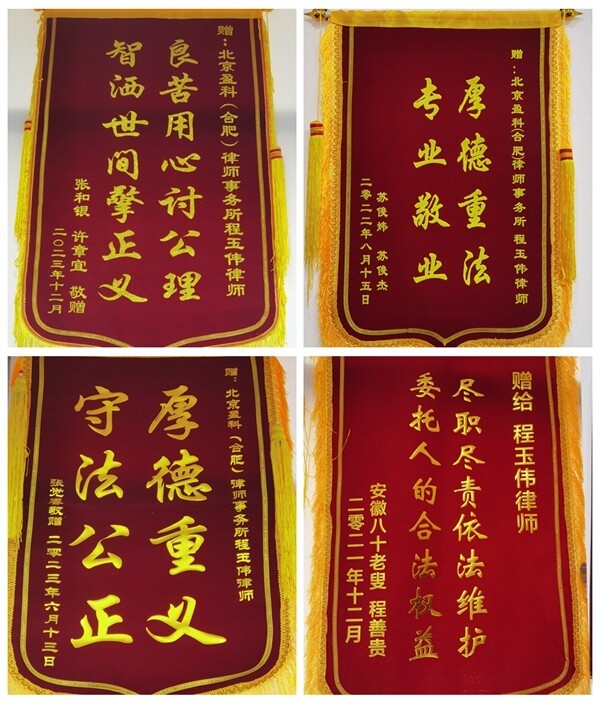 赠：北京盈科（合肥）律师事务所程玉伟律师
良苦用心讨公理
智洒世间擎正义
张和银 许章宜 敬赠
二〇二三年十二月
赠：北京盈科(合肥)律师事务所 程玉伟律师
厚德重法
专业敬业
苏俊炜 苏俊杰
二零二二年八月十五日
赠：北京盈科（合肥）律师事务所程玉伟律师
厚德重义
守法公正
敬赠 二零二三年六月十三日
赠给 程玉伟律师
尽职尽责依法维护
委托人的合法权益
安徽八十老叟 程善贵
二零二一年十二月